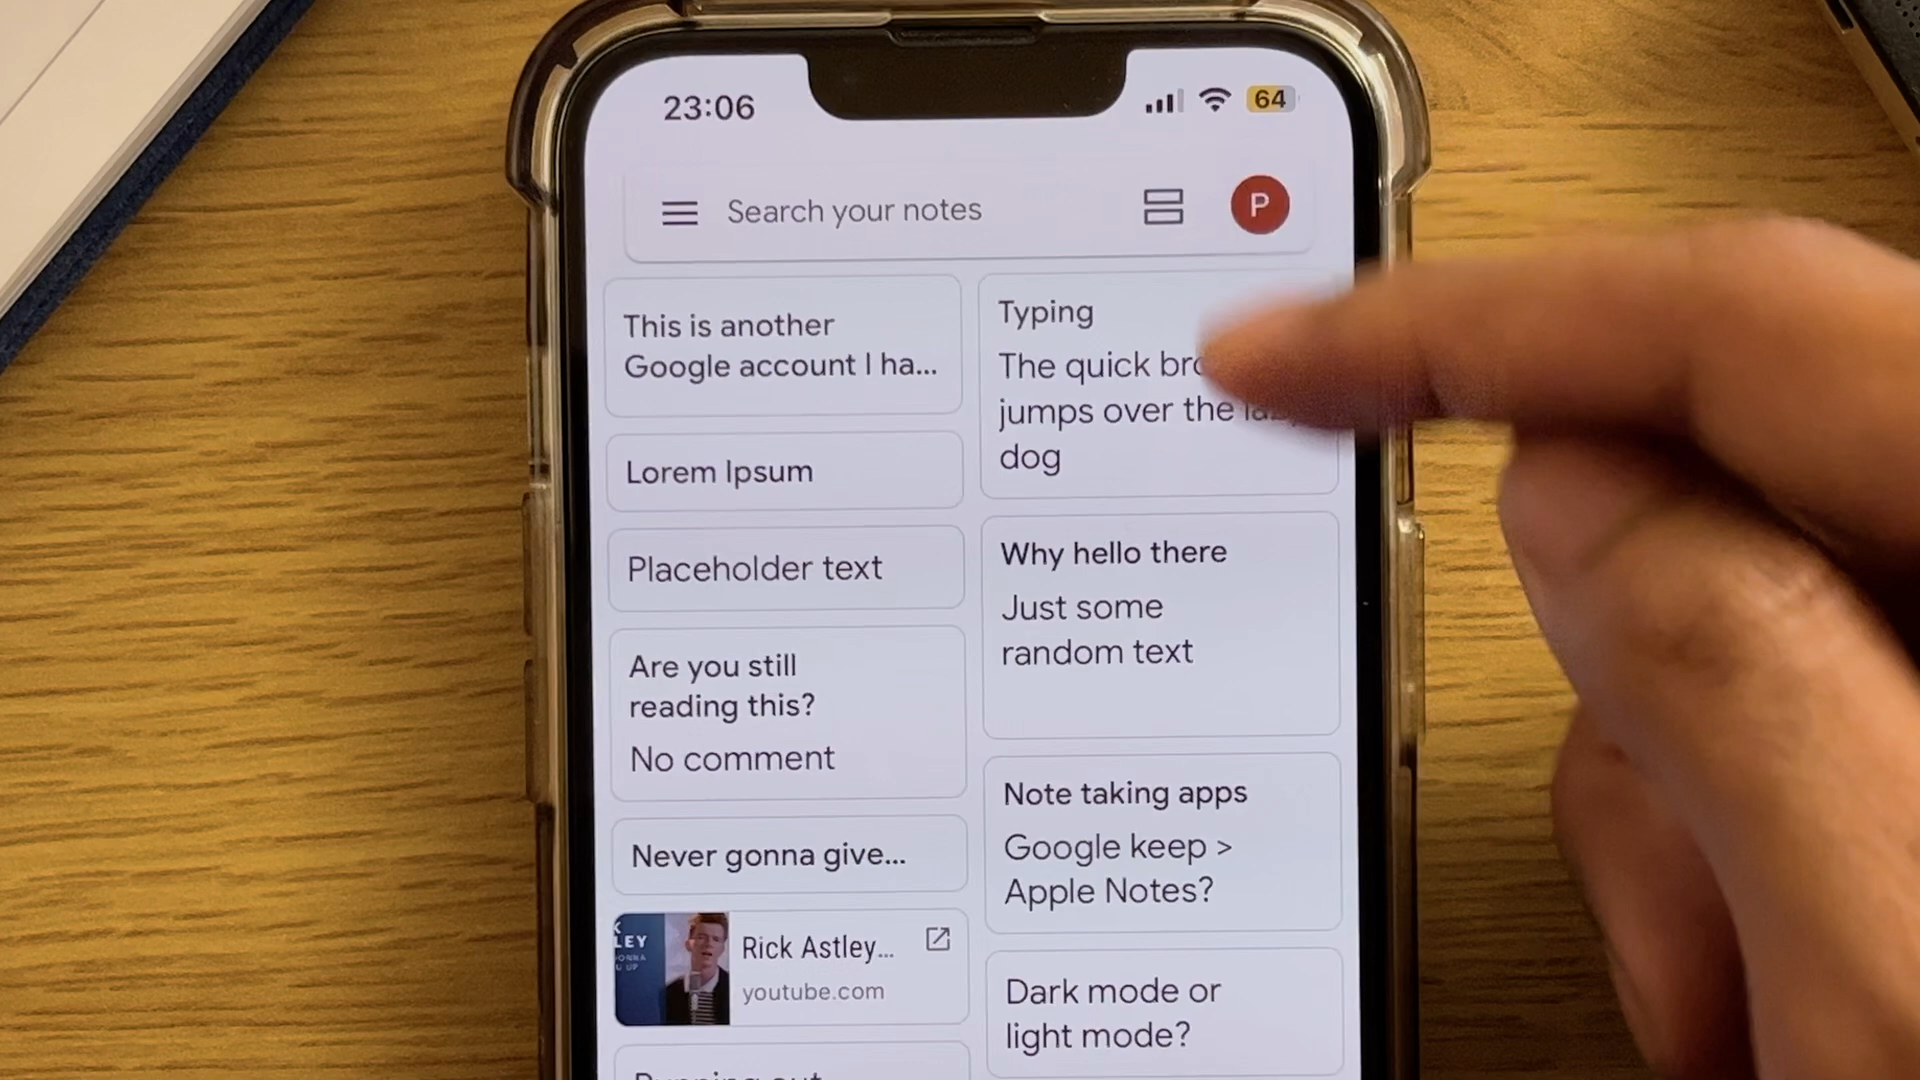 23:06
64
Search your notes
P
This is another
Google account I ha...
Lorem Ipsum
Placeholder text
Are you still
reading this?
No comment
Never gonna give...
LEY
Rick Astley...
youtube.com
Typing
The quick bro
jumps over the
dog
Why hello there
Just some
random text
Note taking apps
Google keep >
Apple Notes?
Dark mode or
light mode?